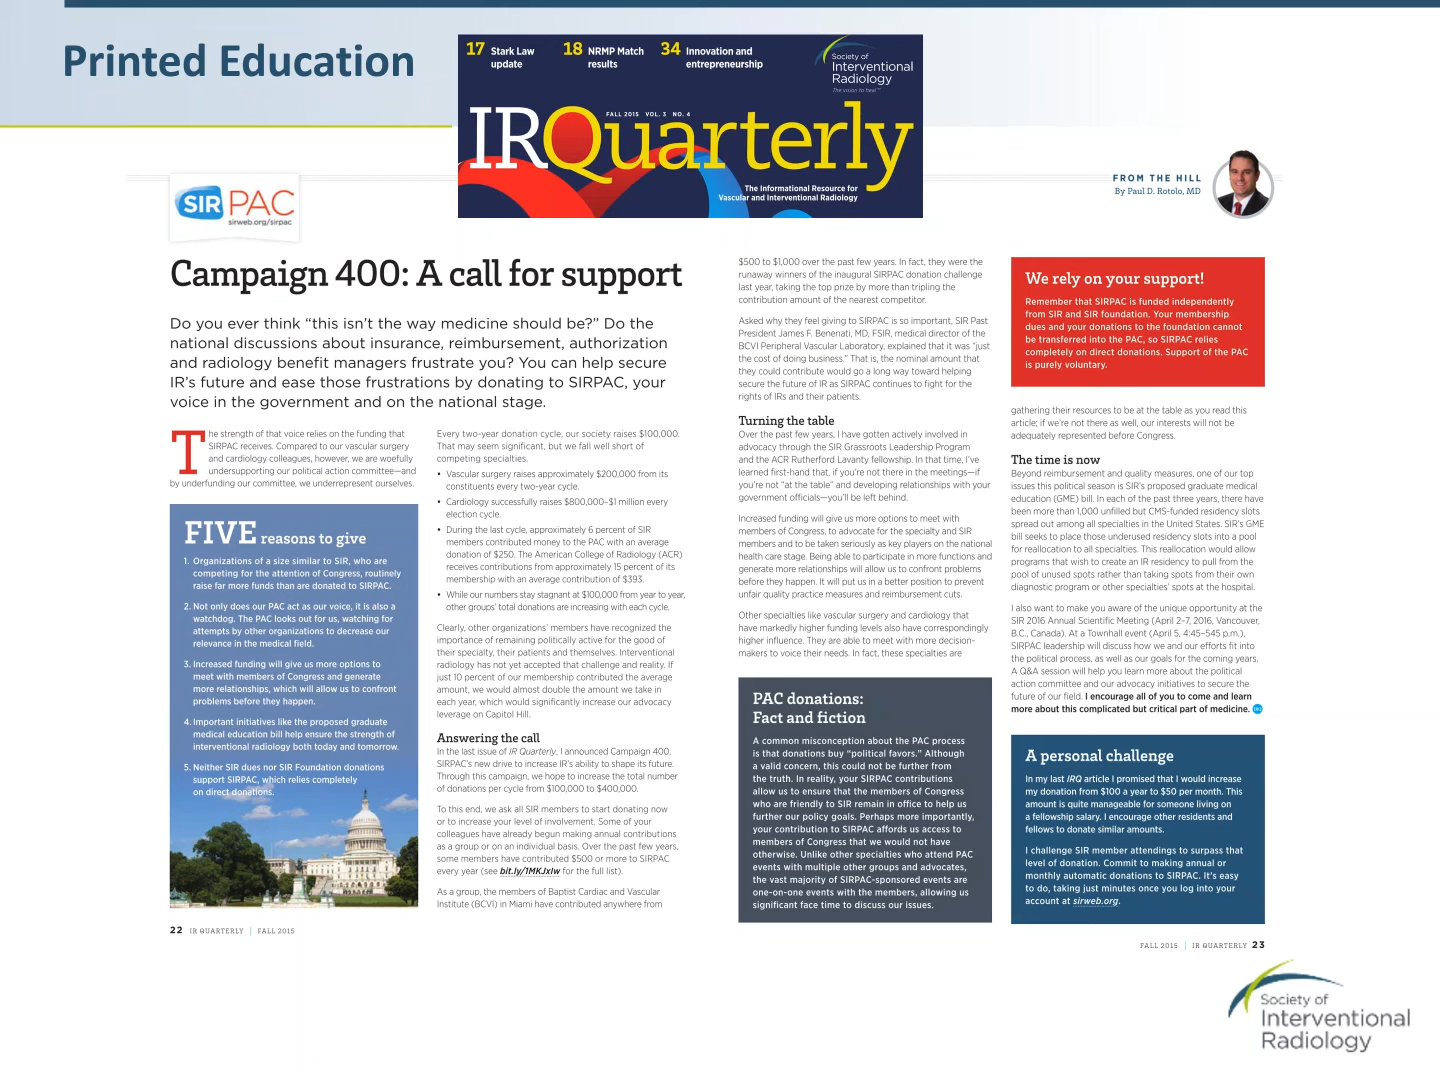 Printed Education
17 Stark Law
update
18 NRMP Match
results
34 Innovation and
entrepreneurship
Society of
Interventional
Radiology
The vision to heal™
FALL 2015 VOL. 3 NO. 4
IRQuarterly
The Informational Resource for
Vascular and Interventional Radiology
SIR PAC
sirweb.org/sirpac
FROM THE HILL
By Paul D. Rotolo, MD
Campaign 400: A call for support
Do you ever think “this isn’t the way medicine should be?” Do the
national discussions about insurance, reimbursement, authorization
and radiology benefit managers frustrate you? You can help secure
IR’s future and ease those frustrations by donating to SIRPAC, your
voice in the government and on the national stage.
The strength of that voice relies on the funding that
SIRPAC receives. Compared to our vascular surgery
and cardiology colleagues, however, we are woefully
undersupporting our political action committee—and
by underfunding our committee, we underrepresent ourselves.
FIVE reasons to give
1. Organizations of a size similar to SIR, who are
competing for the attention of Congress, routinely
raise far more funds than are donated to SIRPAC.
2. Not only does our PAC act as our voice, it is also a
watchdog. The PAC looks out for us, watching for
attempts by other organizations to decrease our
relevance in the medical field.
3. Increased funding will give us more options to
meet with members of Congress and generate
more relationships, which will allow us to confront
problems before they happen.
4. Important initiatives like the proposed graduate
medical education bill help ensure the strength of
interventional radiology both today and tomorrow.
5. Neither SIR dues nor SIR Foundation donations
support SIRPAC, which relies completely
on direct donations.
22 IR QUARTERLY | FALL 2015
Every two-year donation cycle, our society raises $100,000.
That may seem significant, but we fall well short of
competing specialties.
• Vascular surgery raises approximately $200,000 from its
constituents every two-year cycle.
• Cardiology successfully raises $800,000–$1 million every
election cycle.
• During the last cycle, approximately 6 percent of SIR
members contributed money to the PAC with an average
donation of $250. The American College of Radiology (ACR)
receives contributions from approximately 15 percent of its
membership with an average contribution of $393.
• While our numbers stay stagnant at $100,000 from year to year,
other groups’ total donations are increasing with each cycle.
Clearly, other organizations’ members have recognized the
importance of remaining politically active for the good of
their specialty, their patients and themselves. Interventional
radiology has not yet accepted that challenge and reality. If
just 10 percent of our membership contributed the average
amount, we would almost double the amount we take in
each year, which would significantly increase our advocacy
leverage on Capitol Hill.
Answering the call
In the last issue of IR Quarterly, I announced Campaign 400,
SIRPAC’s new drive to increase IR’s ability to shape its future.
Through this campaign, we hope to increase the total number
of donations per cycle from $100,000 to $400,000.
To this end, we ask all SIR members to start donating now
or to increase your level of involvement. Some of your
colleagues have already begun making annual contributions
as a group or on an individual basis. Over the past few years,
some members have contributed $500 or more to SIRPAC
every year (see bit.ly/1MKJxIw for the full list).
As a group, the members of Baptist Cardiac and Vascular
Institute (BCVI) in Miami have contributed anywhere from
$500 to $1,000 over the past few years. In fact, they were the
runaway winners of the inaugural SIRPAC donation challenge
last year, taking the top prize by more than tripling the
contribution amount of the nearest competitor.
Asked why they feel giving to SIRPAC is so important, SIR Past
President James F. Benenati, MD, FSIR, medical director of the
BCVI Peripheral Vascular Laboratory, explained that it was “just
the cost of doing business.” That is, the nominal amount that
they could contribute would go a long way toward helping
secure the future of IR as SIRPAC continues to fight for the
rights of IRs and their patients.
Turning the table
Over the past few years, I have gotten actively involved in
advocacy through the SIR Grassroots Leadership Program
and the ACR Rutherford Lavanty fellowship. In that time, I’ve
learned first-hand that, if you’re not there in the meetings—if
you’re not “at the table” and developing relationships with your
government officials—you’ll be left behind.
Increased funding will give us more options to meet with
members of Congress, to advocate for the specialty and SIR
members and to be taken seriously as key players on the national
health care stage. Being able to participate in more functions and
generate more relationships will allow us to confront problems
before they happen. It will put us in a better position to prevent
unfair quality practice measures and reimbursement cuts.
Other specialties like vascular surgery and cardiology that
have markedly higher funding levels also have correspondingly
higher influence. They are able to meet with more decision-
makers to voice their needs. In fact, these specialties are
PAC donations:
Fact and fiction
A common misconception about the PAC process
is that donations buy “political favors.” Although
a valid concern, this could not be further from
the truth. In reality, your SIRPAC contributions
allow us to ensure that the members of Congress
who are friendly to SIR remain in office to help us
further our policy goals. Perhaps more importantly,
your contribution to SIRPAC affords us access to
members of Congress that we would not have
otherwise. Unlike other specialties who attend PAC
events with multiple other groups and advocates,
the vast majority of SIRPAC-sponsored events are
one-on-one events with the members, allowing us
significant face time to discuss our issues.
We rely on your support!
Remember that SIRPAC is funded independently
from SIR and SIR foundation. Your membership
dues and your donations to the foundation cannot
be transferred into the PAC, so SIRPAC relies
completely on direct donations. Support of the PAC
is purely voluntary.
gathering their resources to be at the table as you read this
article; if we’re not there as well, our interests will not be
adequately represented before Congress.
The time is now
Beyond reimbursement and quality measures, one of our top
issues this political season is SIR’s proposed graduate medical
education (GME) bill. In each of the past three years, there have
been more than 1,000 unfilled but CMS-funded residency slots
spread out among all specialties in the United States. SIR’s GME
bill seeks to place those underused residency slots into a pool
for reallocation to all specialties. This reallocation would allow
programs that wish to create an IR residency to pull from the
pool of unused spots rather than taking spots from their own
diagnostic program or other specialties’ spots at the hospital.
I also want to make you aware of the unique opportunity at the
SIR 2016 Annual Scientific Meeting (April 2–7, 2016, Vancouver,
B.C., Canada). At a Townhall event (April 5, 4:45–545 p.m.),
SIRPAC leadership will discuss how we and our efforts fit into
the political process, as well as our goals for the coming years.
A Q&A session will help you learn more about the political
action committee and our advocacy initiatives to secure the
future of our field. I encourage all of you to come and learn
more about this complicated but critical part of medicine.
A personal challenge
In my last IRQ article I promised that I would increase
my donation from $100 a year to $50 per month. This
amount is quite manageable for someone living on
a fellowship salary. I encourage other residents and
fellows to donate similar amounts.
I challenge SIR member attendings to surpass that
level of donation. Commit to making annual or
monthly automatic donations to SIRPAC. It’s easy
to do, taking just minutes once you log into your
account at sirweb.org.
FALL 2015 | IR QUARTERLY 23
Society of
Interventional
Radiology